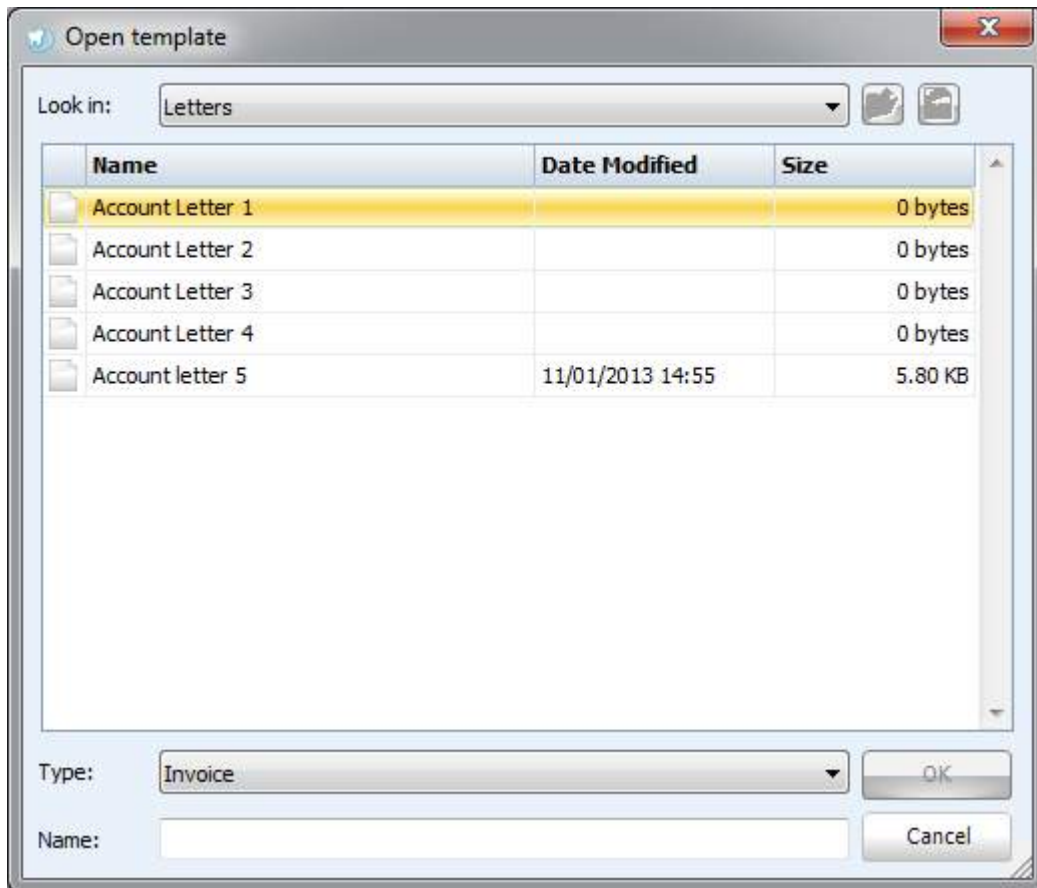 Open template
Look in: Letters
Name Date Modified Size
Account Letter 1 0 bytes
Account Letter 2 0 bytes
Account Letter 3 0 bytes
Account Letter 4 0 bytes
Account letter 5 11/01/2013 14:55 5.80 KB
Type: Invoice OK
Name: Cancel